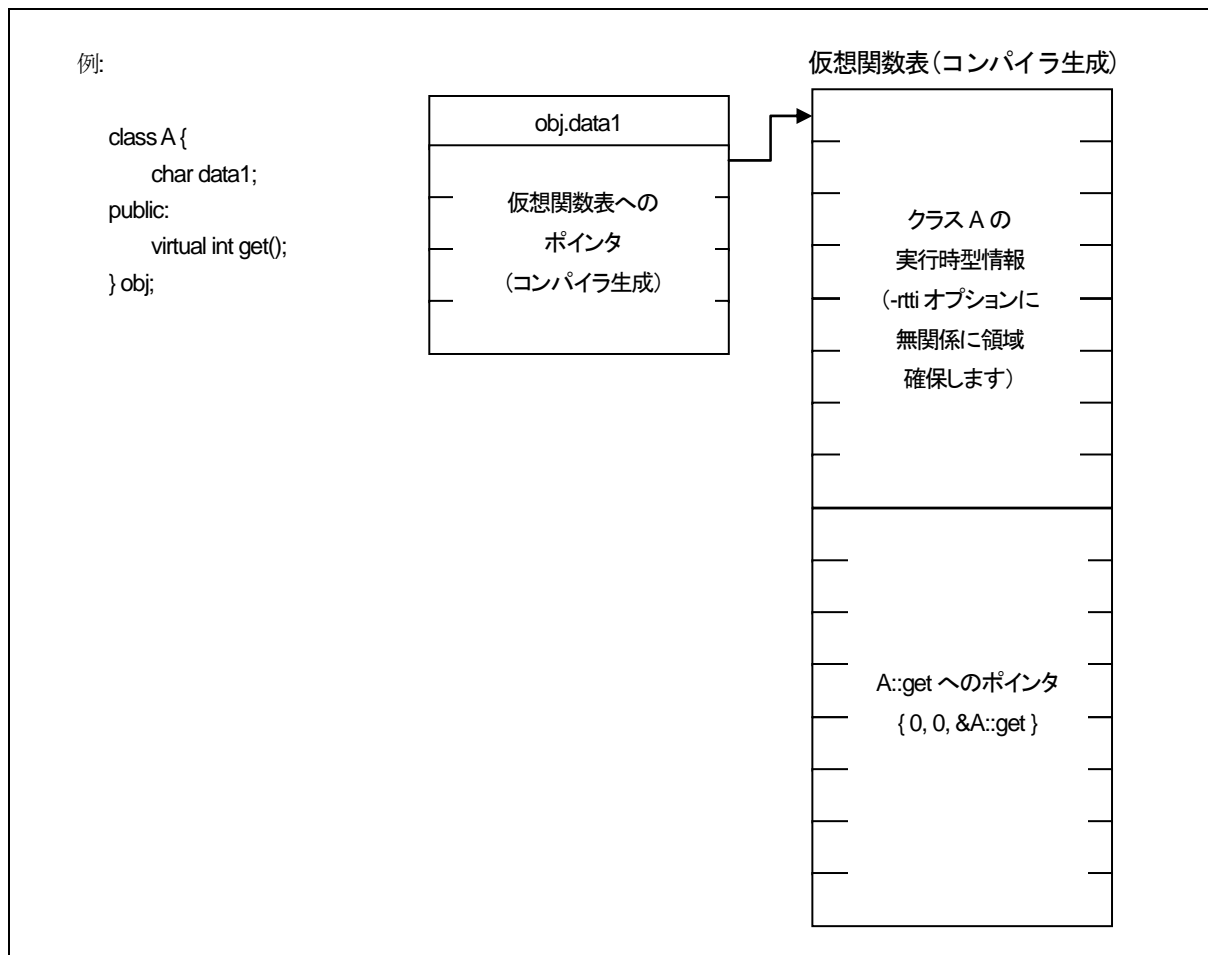 例:
class A {
char data1;
public:
virtual int get();
} obj;
obj.data1
仮想関数表への
ポインタ
（コンパイラ生成）
仮想関数表（コンパイラ生成）
クラス A の
実行時型情報
（-rtti オプションに
無関係に領域
確保します）
A::get へのポインタ
{ 0, 0, &A::get }